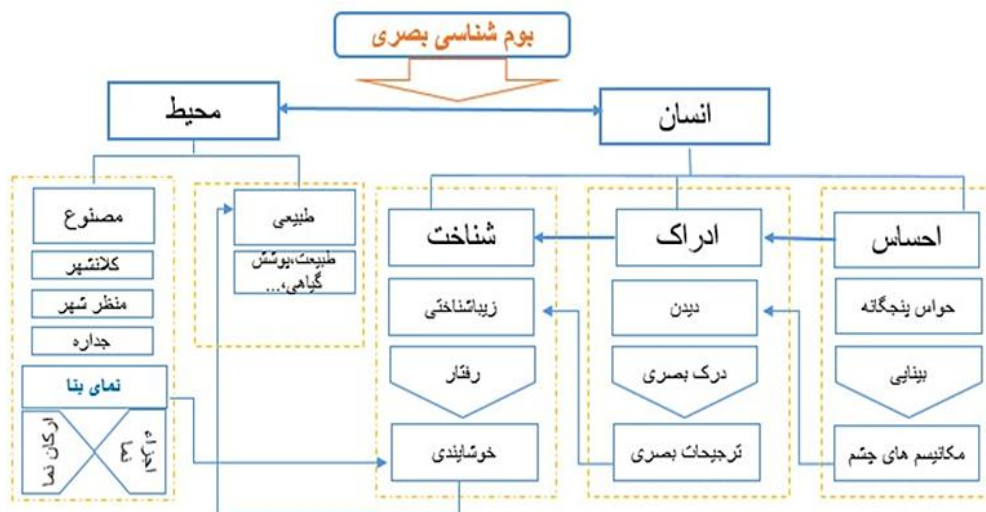 بوم شناسی بصری
انسان
محیط
احساس
حواس پنجگانه
بینایی
مکانیسم های چشم
ادراک
دیدن
درک بصری
ترجیحات بصری
شناخت
زیباشناختی
رفتار
خوشایندی
طبیعی
طبیعت،پوشش
گیاهی،...
مصنوع
کلانشهر
منظر شهر
جداره
نمای بنا
اجزاء
نما
ارکان نما